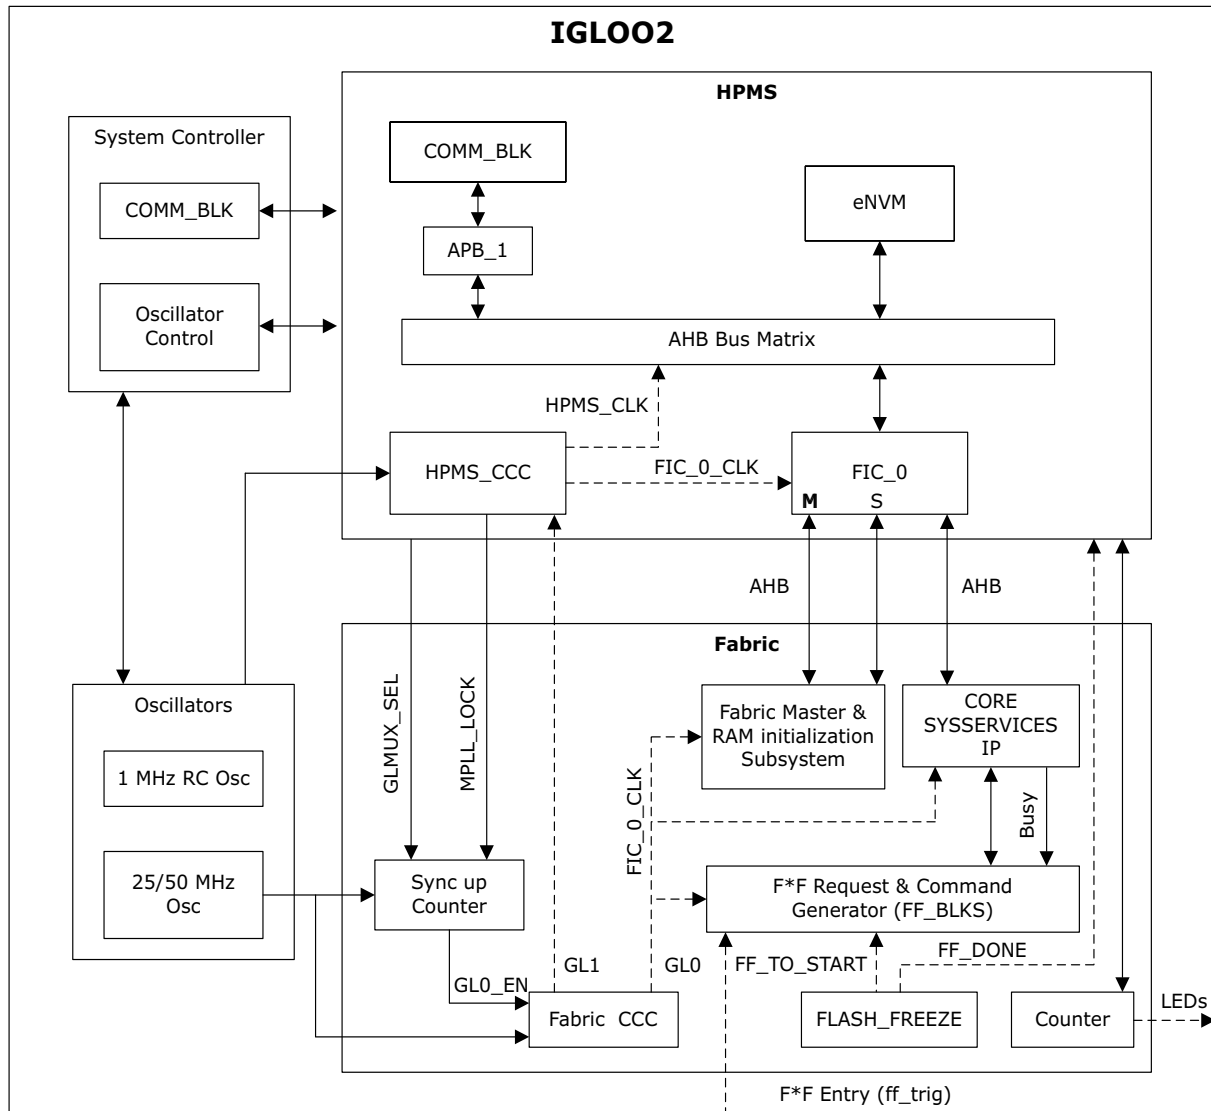 IGLOO2
HPMS
System Controller
COMM_BLK
COMM_BLK
eNVM
APB_1
Oscillator
Control
AHB Bus Matrix
HPMS_CLK
HPMS_CCC
FIC_0_CLK
FIC_0
M
S
AHB
AHB
Fabric
GLMUX_SEL
MPLL_LOCK
Oscillators
1 MHz RC Osc
25/50 MHz
Osc
Fabric Master &
RAM initialization
Subsystem
CORE
SYSSERVICES
IP
FIC_0_CLK
Busy
Sync up
Counter
F*F Request & Command
Generator (FF_BLKS)
GL0_EN
GL1
GL0
FF_TO_START
FF_DONE
Fabric CCC
FLASH_FREEZE
Counter
LEDs
F*F Entry (ff_trig)